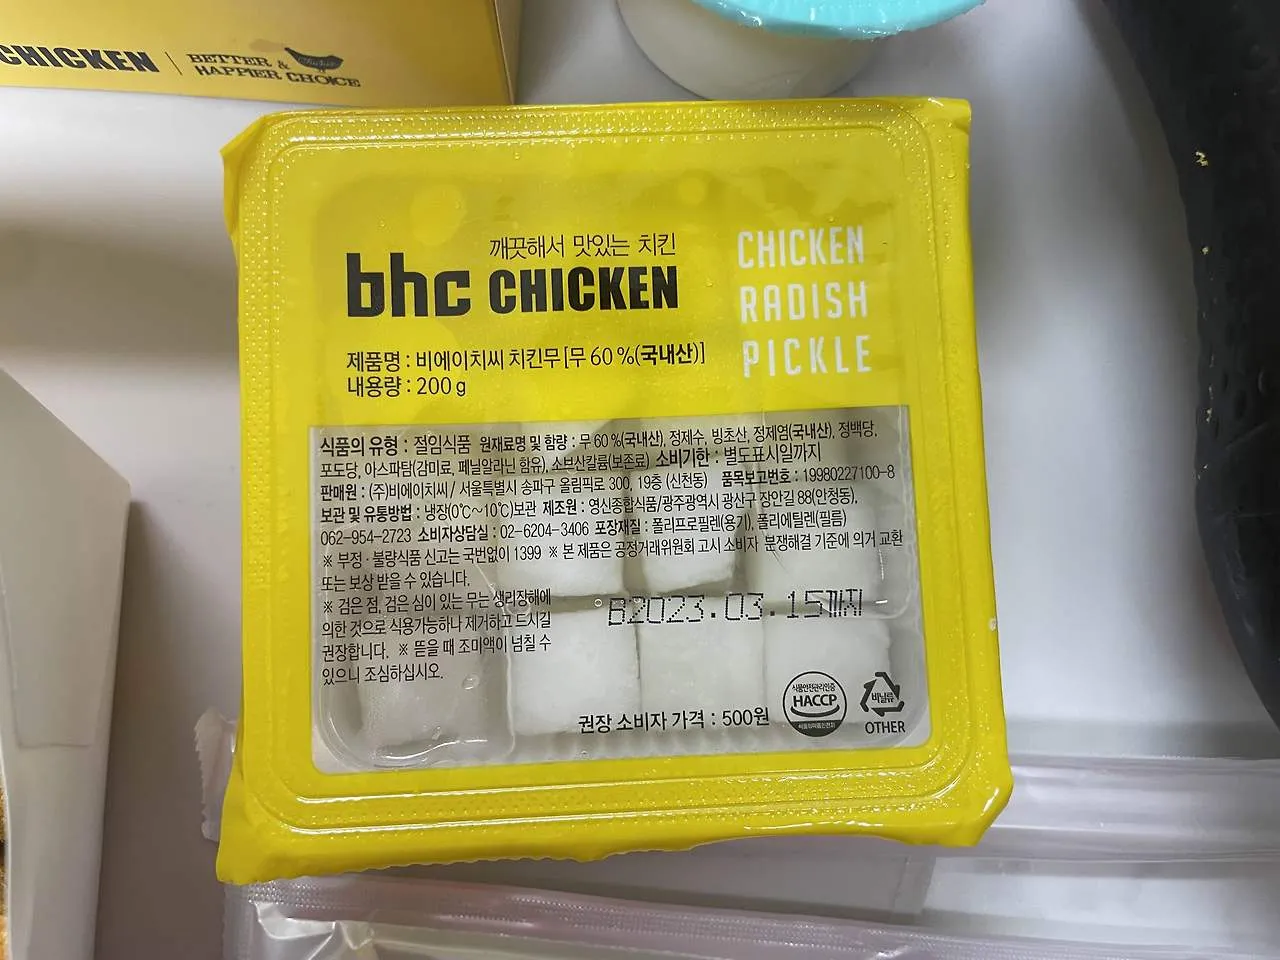 CHICKEN | BETTER &
HAPPIER CHOICE
깨끗해서 맛있는 치킨
bhc CHICKEN
CHICKEN
RADISH
PICKLE
제품명 : 비에이치씨 치킨무 [무 60 %(국내산)]
내용량 : 200 g
식품의 유형 : 절임식품 원재료명 및 함량 : 무 60 %(국내산), 정제수, 빙초산, 정제염(국내산), 정백당,
포도당, 아스파탐(감미료, 페닐알라닌 함유), 소브산칼륨(보존료) 소비기한 : 별도표시일까지
판매원 : (주)비에이치씨 / 서울특별시 송파구 올림픽로 300, 19층 (신천동) 품목보고번호 : 19980227100-8
보관 및 유통방법 : 냉장(0℃~10℃)보관 제조원 : 영신종합식품/광주광역시 광산구 장안길 88(안청동),
062-954-2723 소비자상담실 : 02-6204-3406 포장재질 : 폴리프로필렌(용기), 폴리에틸렌(필름)
※ 부정 · 불량식품 신고는 국번없이 1399 ※ 본 제품은 공정거래위원회 고시 소비자 분쟁해결 기준에 의거 교환
또는 보상 받을 수 있습니다.
※ 검은 점, 검은 심이 있는 무는 생리장해에
의한 것으로 식용가능하나 제거하고 드시길
권장합니다. ※ 뜯을 때 조미액이 넘칠 수
있으니 조심하십시오.
B2023.03.15까지
권장 소비자 가격 : 500원
식품안전관리인증
HACCP
비닐류
OTHER